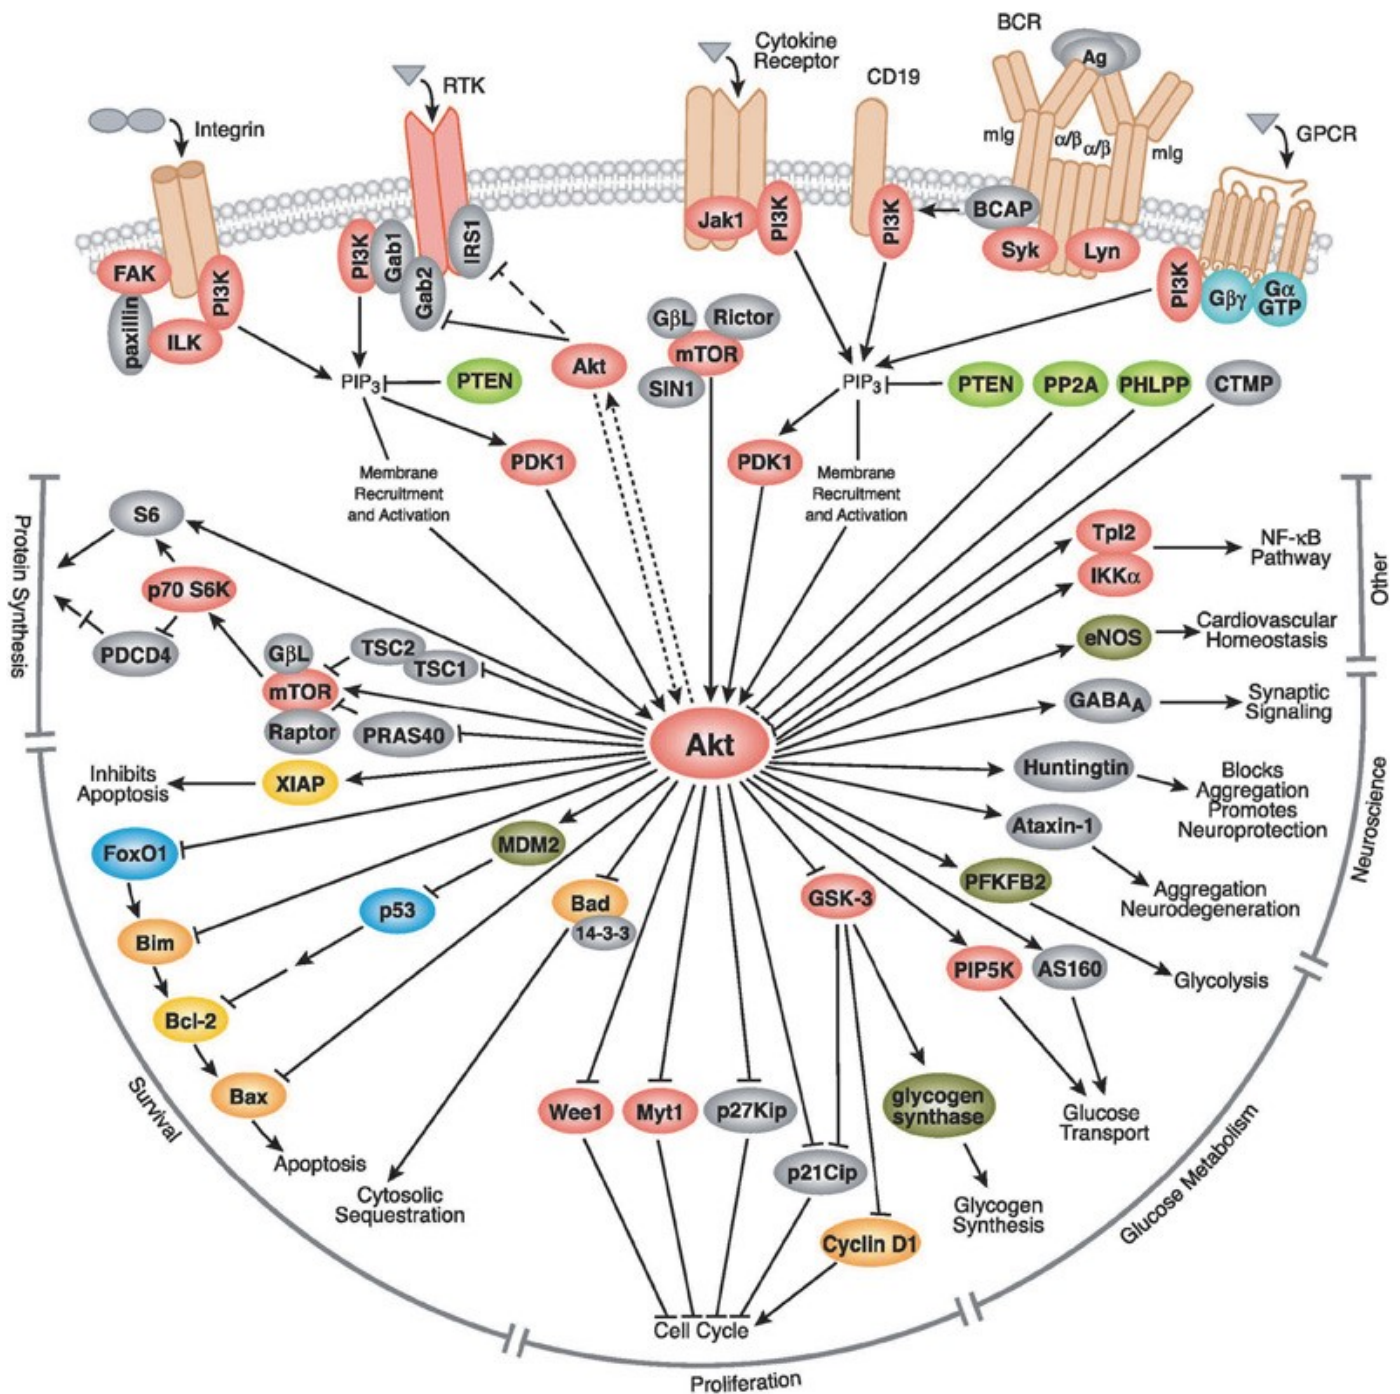 BCR
Ag
Cytokine
Receptor
CD19
RTK
Integrin
mIg
α/β
α/β
mIg
GPCR
FAK
paxillin
ILK
PI3K
PI3K
Gab1
Gab2
IRS1
Jak1
PI3K
PI3K
BCAP
Syk
Lyn
PI3K
Gβγ
Gα
GTP
GβL
Rictor
mTOR
SIN1
Akt
PIP3
PTEN
PIP3
PTEN
PP2A
PHLPP
CTMP
PDK1
PDK1
Membrane
Recruitment
and Activation
Membrane
Recruitment
and Activation
Protein Synthesis
S6
p70 S6K
PDCD4
GβL
mTOR
Raptor
TSC2
TSC1
PRAS40
Akt
Tpl2
IKKα
NF-κB
Pathway
Other
eNOS
Cardiovascular
Homeostasis
GABAA
Synaptic
Signaling
Huntingtin
Blocks
Aggregation
Promotes
Neuroprotection
Neuroscience
Ataxin-1
Aggregation
Neurodegeneration
Inhibits
Apoptosis
XIAP
FoxO1
MDM2
p53
Bim
Bcl-2
Bax
Apoptosis
Survival
Bad
14-3-3
Cytosolic
Sequestration
GSK-3
PFKFB2
PIP5K
AS160
Glycolysis
Glucose
Transport
Glucose Metabolism
Wee1
Myt1
p27Kip
p21Cip
glycogen
synthase
Glycogen
Synthesis
Cyclin D1
Cell Cycle
Proliferation